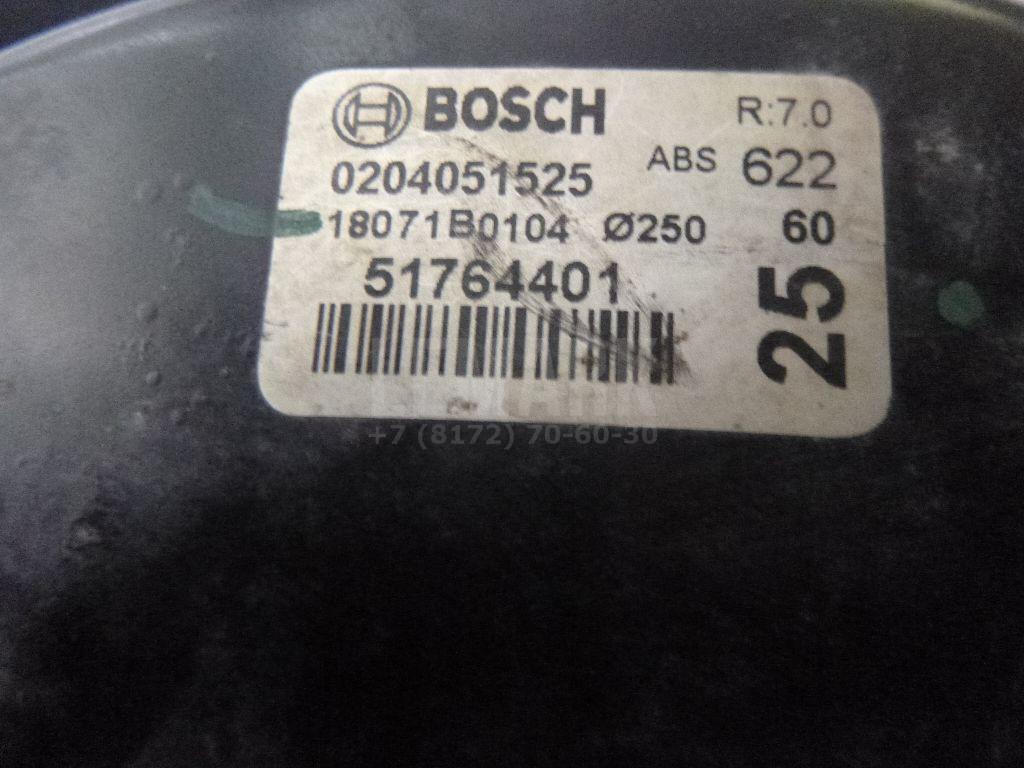 BOSCH R:7.0
0204051525 ABS 622
18071B0104 Ø250 60
51764401
25
+7 (8172) 70-60-30